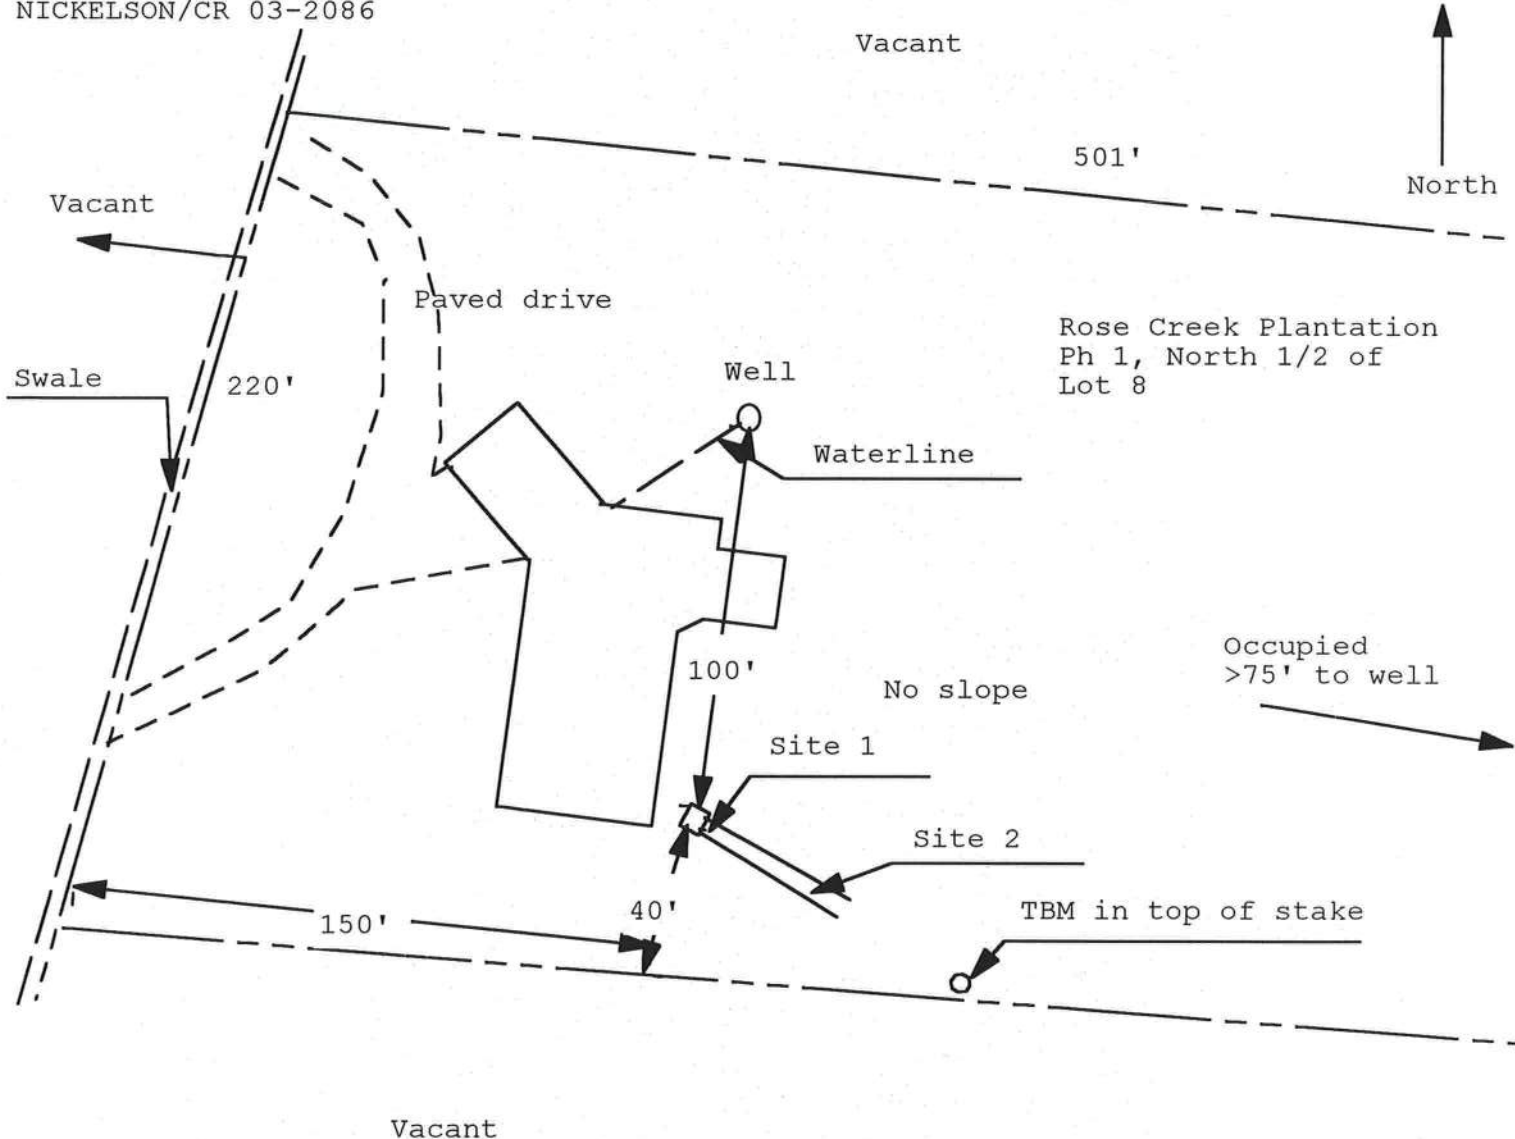 NICKELSON/CR 03-2086
Vacant
501'
North
Vacant
Paved drive
Rose Creek Plantation
Ph 1, North 1/2 of
Lot 8
Swale
220'
Well
Waterline
Occupied
>75' to well
100'
No slope
Site 1
Site 2
40'
150'
TBM in top of stake
Vacant